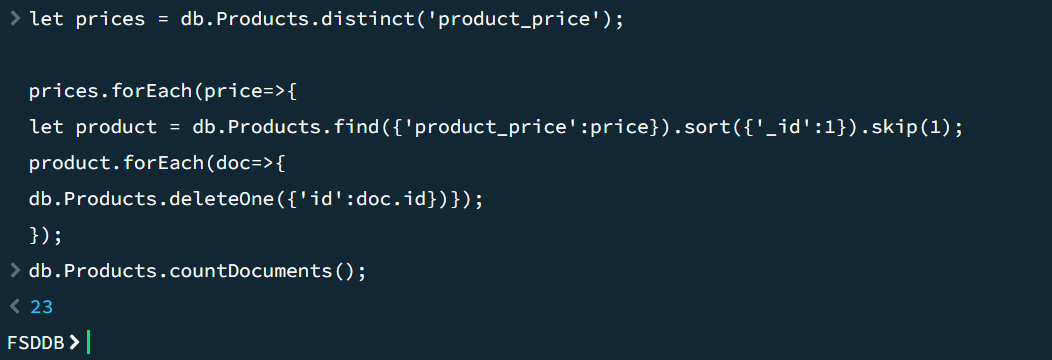 > let prices = db.Products.distinct('product_price');
prices.forEach(price=>{
let product = db.Products.find({'product_price':price}).sort({'_id':1}).skip(1);
product.forEach(doc=>{
db.Products.deleteOne({'id':doc.id})});
});
> db.Products.countDocuments();
< 23
FSDDB>